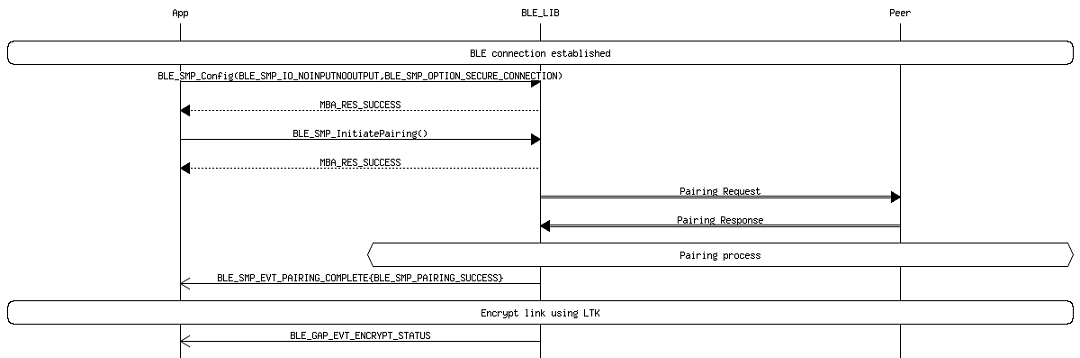 App BLE_LIB Peer
BLE connection established
BLE_SMP_Config(BLE_SMP_IO_NOINPUTNOOUTPUT,BLE_SMP_OPTION_SECURE_CONNECTION)
MBA_RES_SUCCESS
BLE_SMP_InitiatePairing()
MBA_RES_SUCCESS
Pairing Request
Pairing Response
Pairing process
BLE_SMP_EVT_PAIRING_COMPLETE{BLE_SMP_PAIRING_SUCCESS}
Encrypt link using LTK
BLE_GAP_EVT_ENCRYPT_STATUS